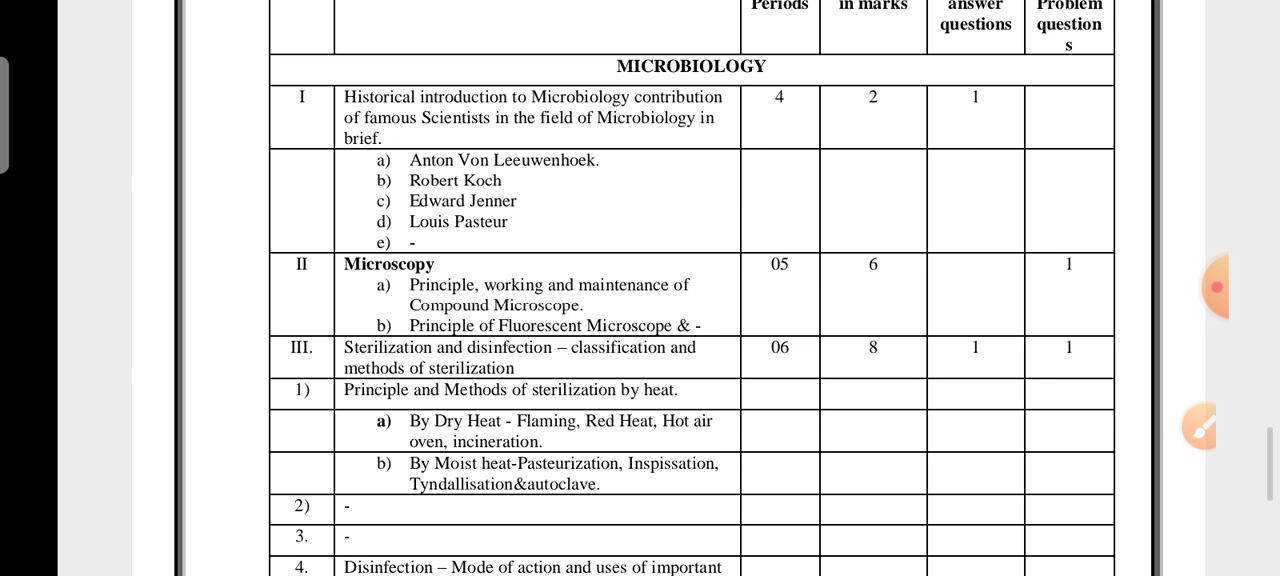 Periods in marks answer Problem
questions question
s
MICROBIOLOGY
I Historical introduction to Microbiology contribution 4 2 1
of famous Scientists in the field of Microbiology in
brief.
a) Anton Von Leeuwenhoek.
b) Robert Koch
c) Edward Jenner
d) Louis Pasteur
e) -
II Microscopy 05 6 1
a) Principle, working and maintenance of
Compound Microscope.
b) Principle of Fluorescent Microscope & -
III. Sterilization and disinfection – classification and 06 8 1 1
methods of sterilization
1) Principle and Methods of sterilization by heat.
a) By Dry Heat - Flaming, Red Heat, Hot air
oven, incineration.
b) By Moist heat-Pasteurization, Inspissation,
Tyndallisation&autoclave.
2) -
3. -
4. Disinfection – Mode of action and uses of important